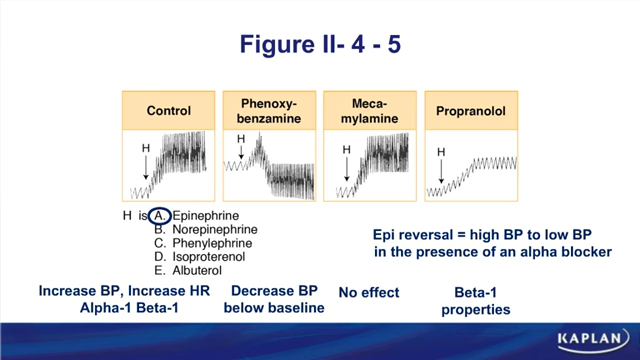 Figure II- 4 - 5
Control
Phenoxy-
benzamine
Meca-
mylamine
Propranolol
H
H
H
H
H is A. Epinephrine
B. Norepinephrine
C. Phenylephrine
D. Isoproterenol
E. Albuterol
Epi reversal = high BP to low BP
in the presence of an alpha blocker
Increase BP, Increase HR
Alpha-1 Beta-1
Decrease BP
below baseline
No effect
Beta-1
properties
KAPLAN